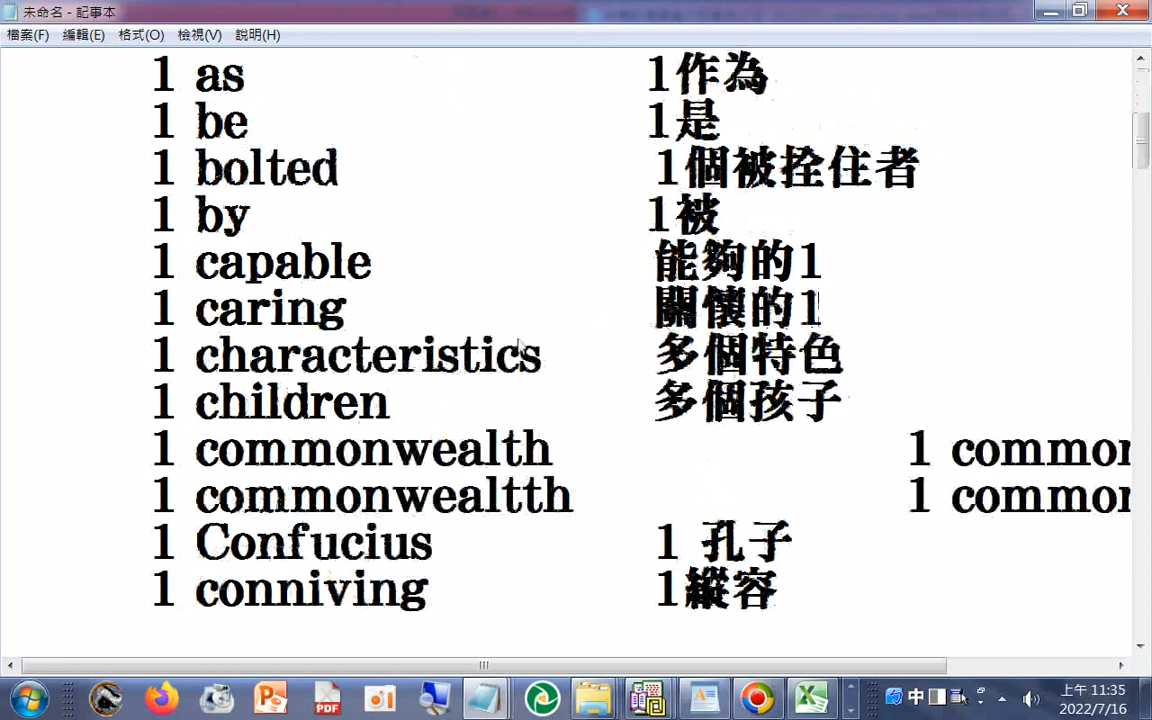 未命名 - 記事本
檔案(F) 編輯(E) 格式(O) 檢視(V) 說明(H)
1 as 1作為
1 be 1是
1 bolted 1個被拴住者
1 by 1被
1 capable 能夠的1
1 caring 關懷的1
1 characteristics 多個特色
1 children 多個孩子
1 commonwealth 1 common
1 commonwealtth 1 common
1 Confucius 1 孔子
1 conniving 1縱容
PDF
中
上午 11:35
2022/7/16